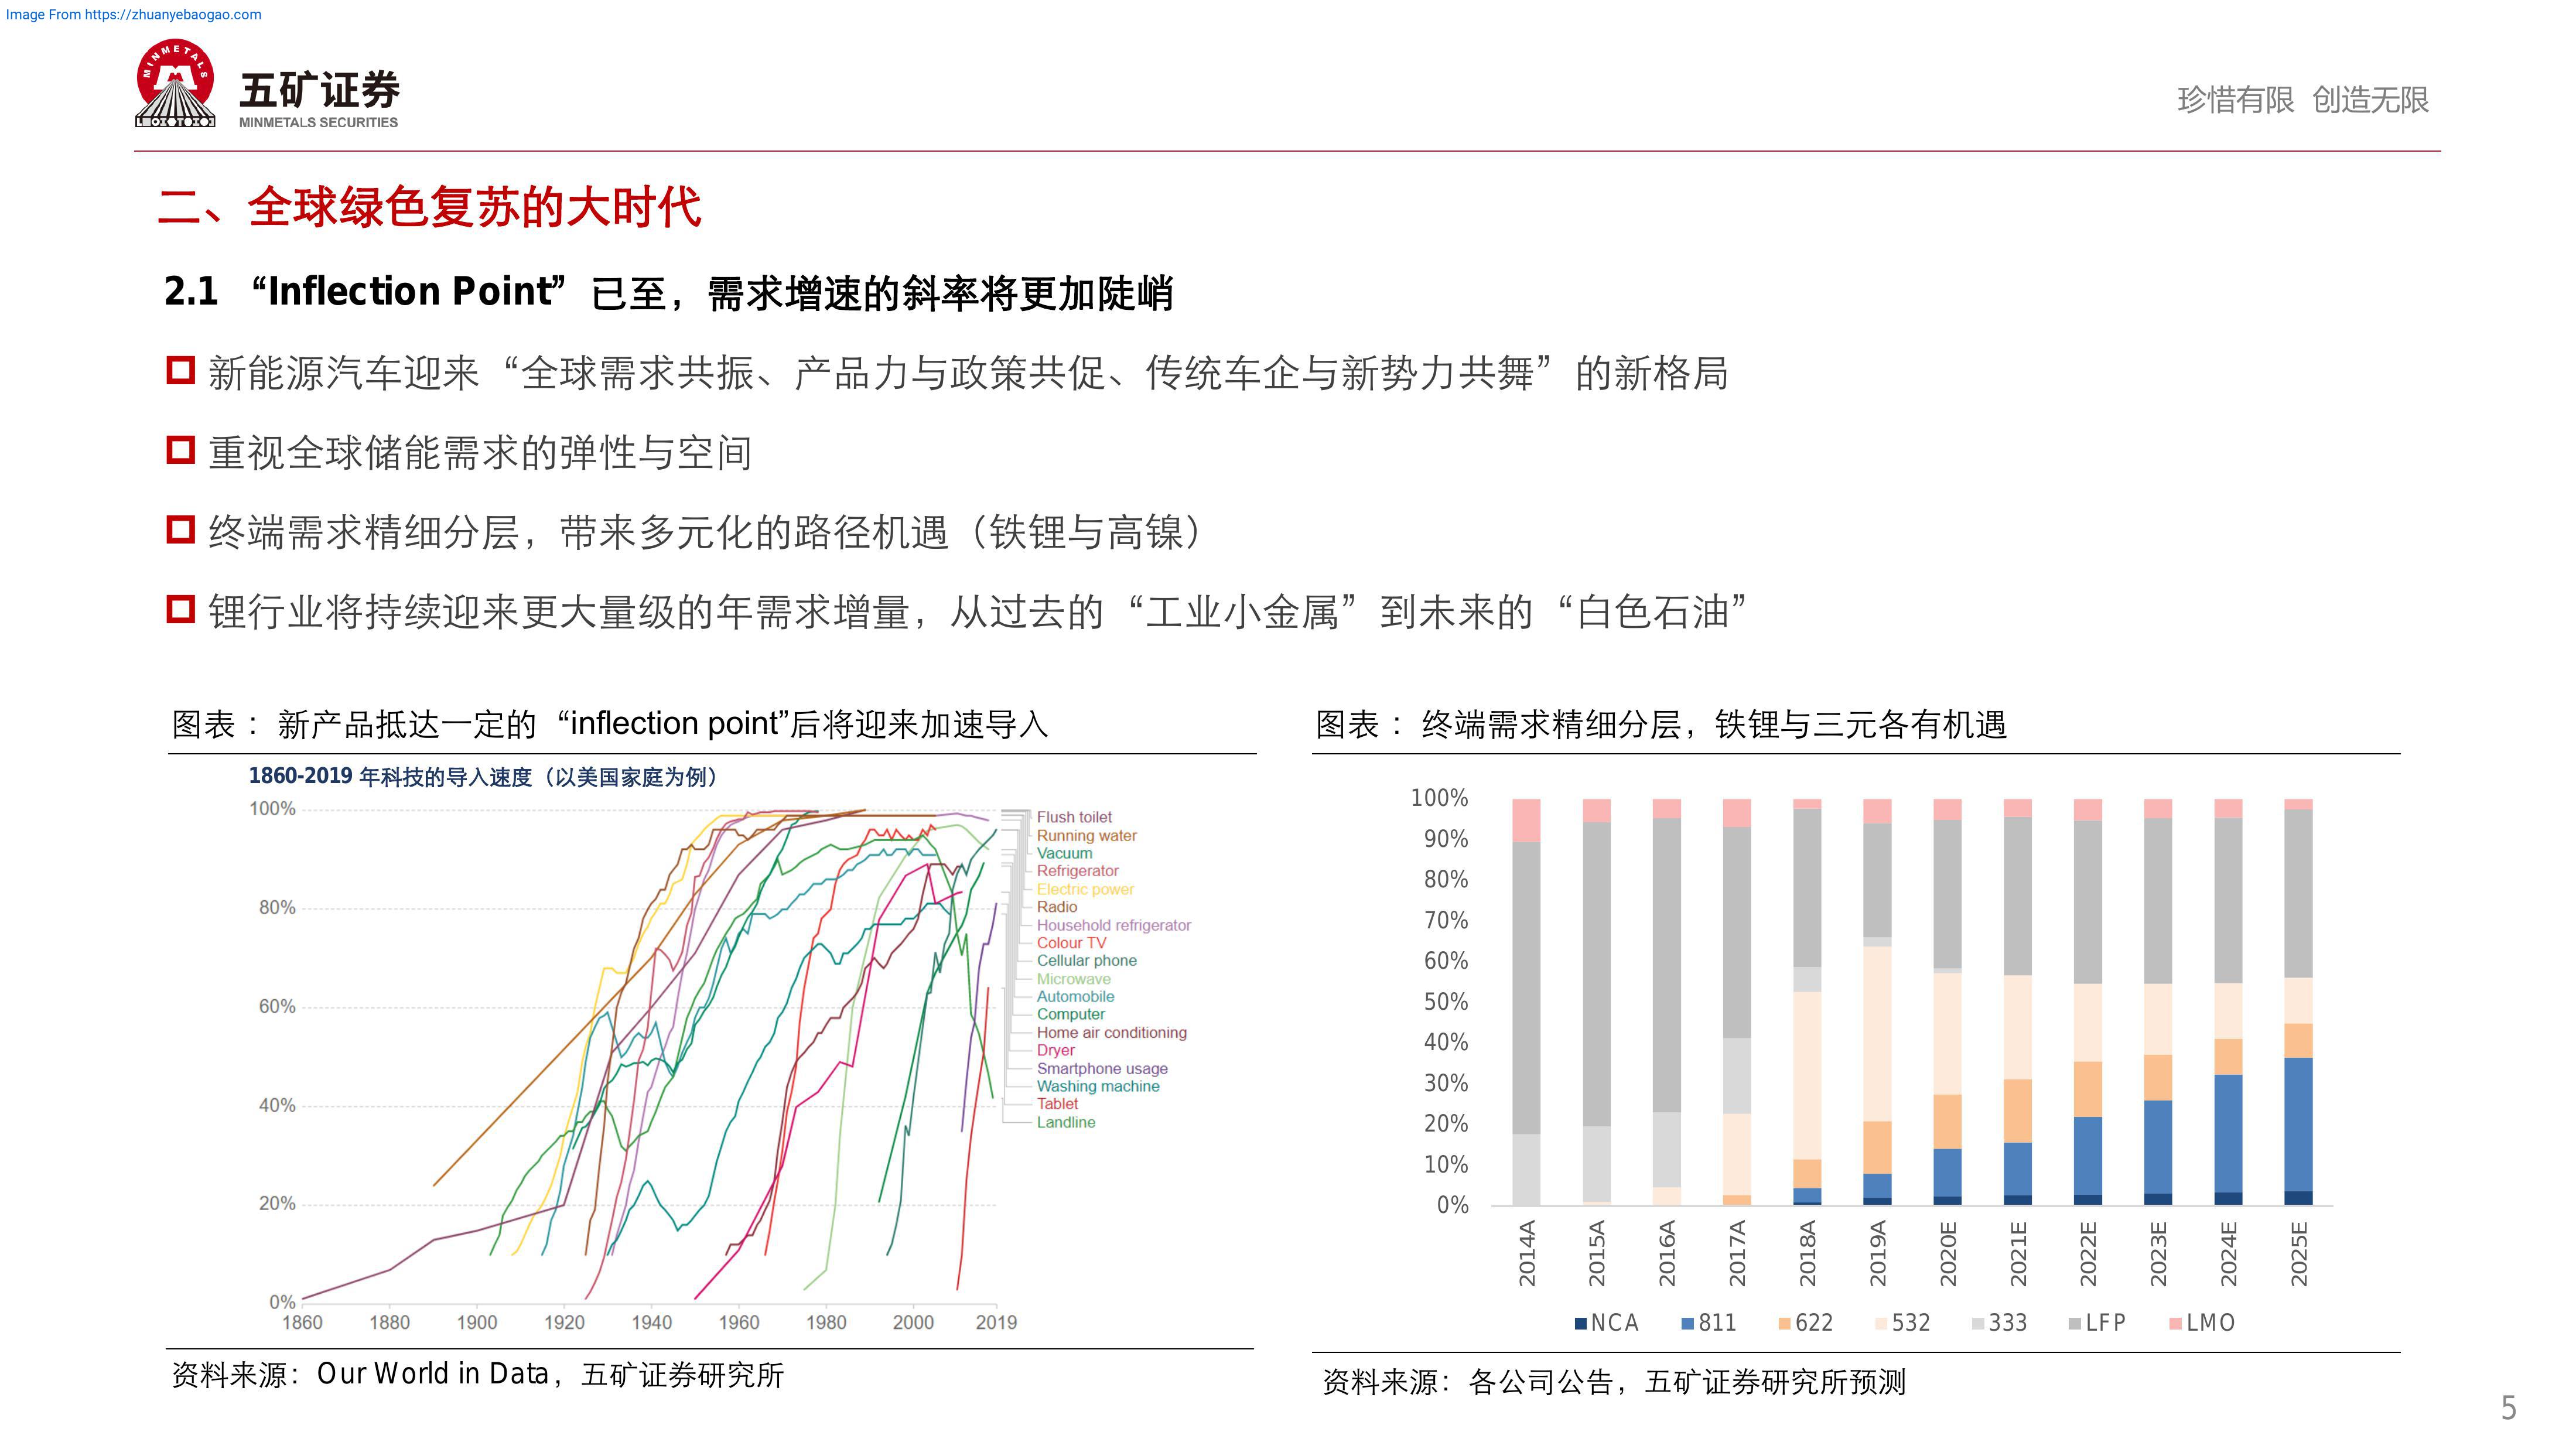 Image From https://zhuanyebaogao.com
MINMETALS
五矿证券
MINMETALS SECURITIES
珍惜有限 创造无限
二、全球绿色复苏的大时代
2.1 “Inflection Point”已至，需求增速的斜率将更加陡峭
新能源汽车迎来“全球需求共振、产品力与政策共促、传统车企与新势力共舞”的新格局
重视全球储能需求的弹性与空间
终端需求精细分层，带来多元化的路径机遇（铁锂与高镍）
锂行业将持续迎来更大量级的年需求增量，从过去的“工业小金属”到未来的“白色石油”
图表： 新产品抵达一定的“inflection point”后将迎来加速导入
1860-2019 年科技的导入速度（以美国家庭为例）
100%
80%
60%
40%
20%
0%
1860 1880 1900 1920 1940 1960 1980 2000 2019
Flush toilet
Running water
Vacuum
Refrigerator
Electric power
Radio
Household refrigerator
Colour TV
Cellular phone
Microwave
Automobile
Computer
Home air conditioning
Dryer
Smartphone usage
Washing machine
Tablet
Landline
资料来源：Our World in Data，五矿证券研究所
图表： 终端需求精细分层，铁锂与三元各有机遇
100%
90%
80%
70%
60%
50%
40%
30%
20%
10%
0%
2014A 2015A 2016A 2017A 2018A 2019A 2020E 2021E 2022E 2023E 2024E 2025E
NCA 811 622 532 333 LFP LMO
资料来源：各公司公告，五矿证券研究所预测
5